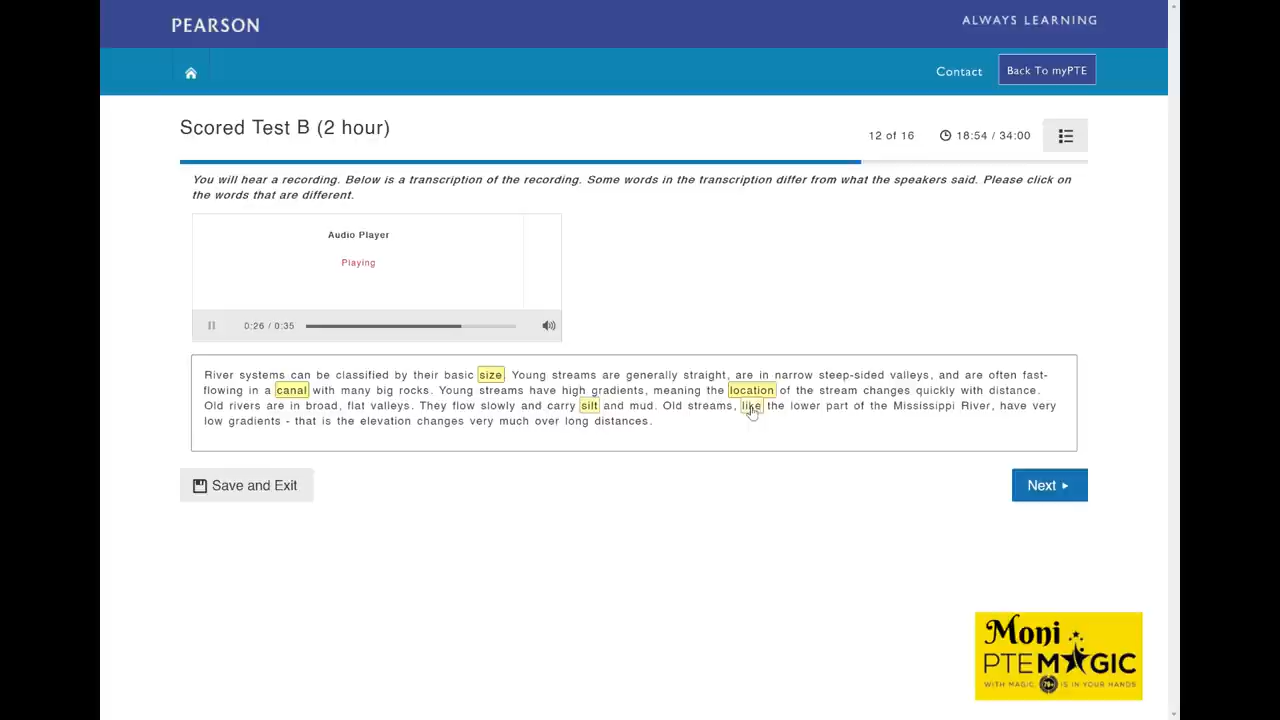 PEARSON
ALWAYS LEARNING
Contact
Back To myPTE
Scored Test B (2 hour)
12 of 16
18:54 / 34:00
You will hear a recording. Below is a transcription of the recording. Some words in the transcription differ from what the speakers said. Please click on
the words that are different.
Audio Player
Playing
0:26 / 0:35
River systems can be classified by their basic size Young streams are generally straight, are in narrow steep-sided valleys, and are often fast-
flowing in a canal with many big rocks. Young streams have high gradients, meaning the location of the stream changes quickly with distance.
Old rivers are in broad, flat valleys. They flow slowly and carry silt and mud. Old streams, like the lower part of the Mississippi River, have very
low gradients - that is the elevation changes very much over long distances.
Save and Exit
Next
Moni
PTEMAGIC
WITH MAGIC, 79+ IS IN YOUR HANDS